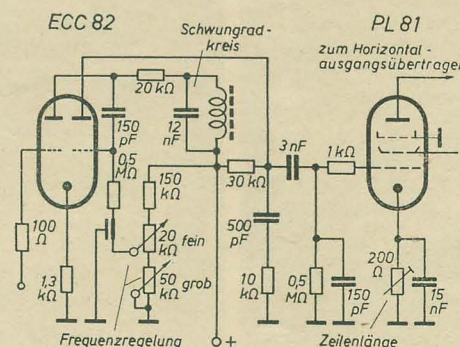 ECC 82
PL 81
Schwungrad-
kreis
zum Horizontal-
ausgangsübertrager
20 kΩ
150
pF
12
nF
0,5
MΩ
150
kΩ
30 kΩ
3 nF
1 kΩ
100
Ω
20
kΩ
fein
500
pF
1,3
kΩ
50
kΩ
grob
10
kΩ
0,5
MΩ
150
pF
200
Ω
15
nF
Frequenzregelung
+
Zeilenlänge